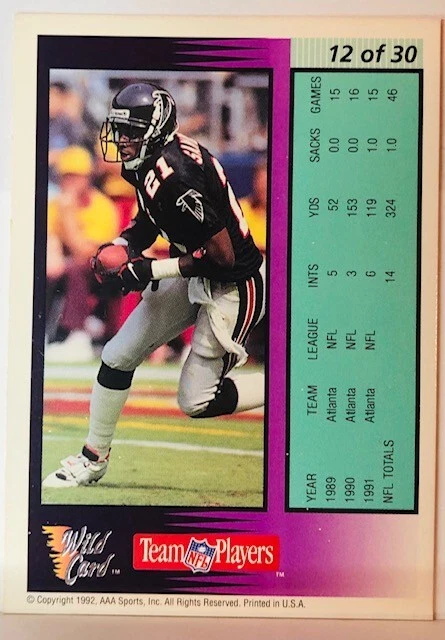 12 of 30
YEAR TEAM LEAGUE INTS YDS SACKS GAMES
1989 Atlanta NFL 5 52 0.0 15
1990 Atlanta NFL 3 153 0.0 16
1991 Atlanta NFL 6 119 1.0 15
NFL TOTALS 14 324 1.0 46
21
Wild
Card™
Team NFL Players™
© Copyright 1992, AAA Sports, Inc. All Rights Reserved. Printed in U.S.A.